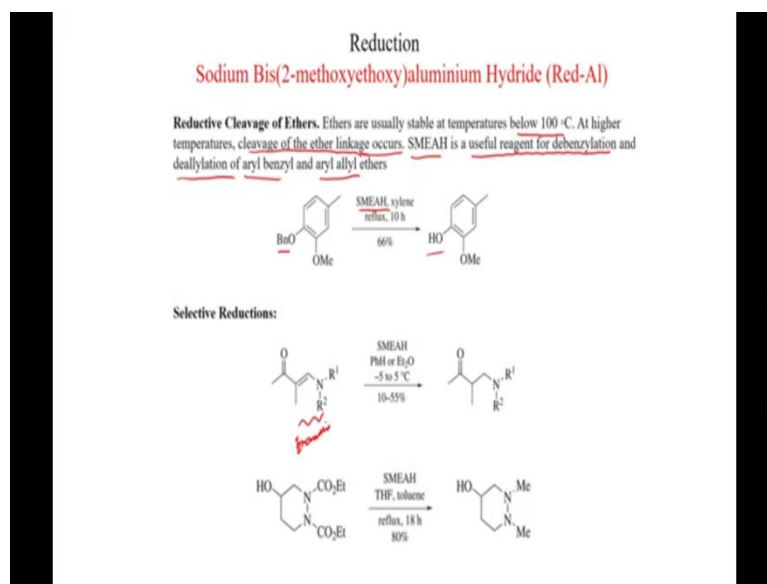 Reduction
Sodium Bis(2-methoxyethoxy)aluminium Hydride (Red-Al)
Reductive Cleavage of Ethers. Ethers are usually stable at temperatures below 100 °C. At higher
temperatures, cleavage of the ether linkage occurs. SMEAH is a useful reagent for debenzylation and
deallylation of aryl benzyl and aryl allyl ethers
BnO
OMe
SMEAH, xylene
reflux, 10 h
66%
HO
OMe
Selective Reductions:
O
N
R¹
R²
SMEAH
PhH or Et₂O
-5 to 5 °C
10-55%
O
N
R¹
R²
HO
N
CO₂Et
N
CO₂Et
SMEAH
THF, toluene
reflux, 18 h
80%
HO
N
Me
N
Me